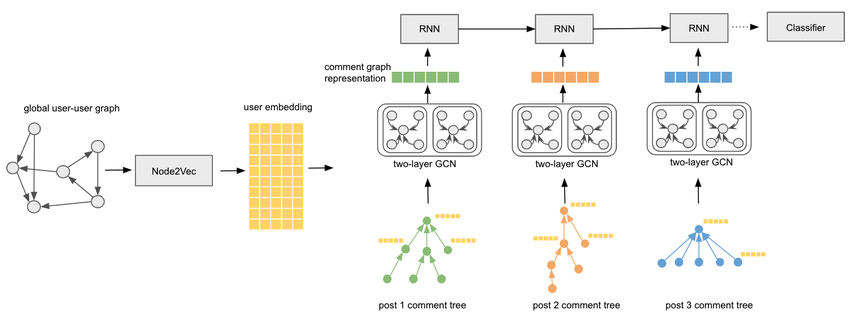 RNN
RNN
RNN
Classifier
comment graph
representation
global user-user graph
user embedding
Node2Vec
two-layer GCN
two-layer GCN
two-layer GCN
post 1 comment tree
post 2 comment tree
post 3 comment tree